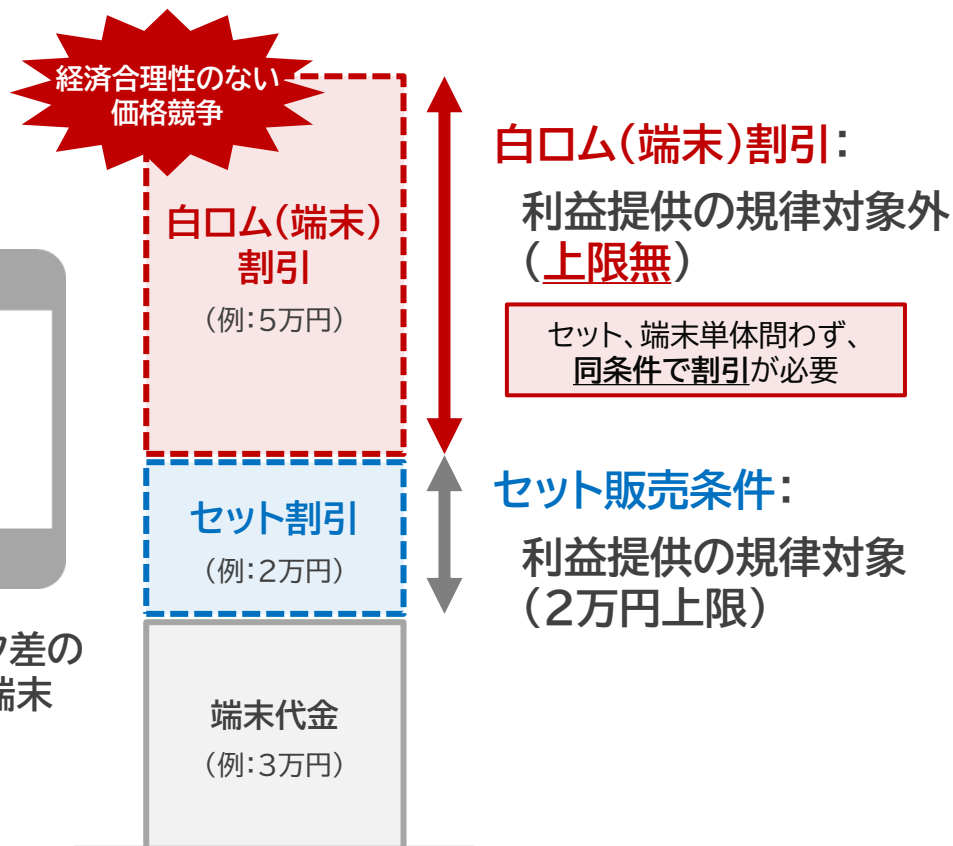 経済合理性のない
価格競争
白ロム(端末)
割引
(例:5万円)
セット割引
(例:2万円)
端末代金
(例:3万円)
白ロム(端末)割引:
利益提供の規律対象外
(上限無)
セット、端末単体問わず、
同条件で割引が必要
セット販売条件:
利益提供の規律対象
(2万円上限)
差の
端末